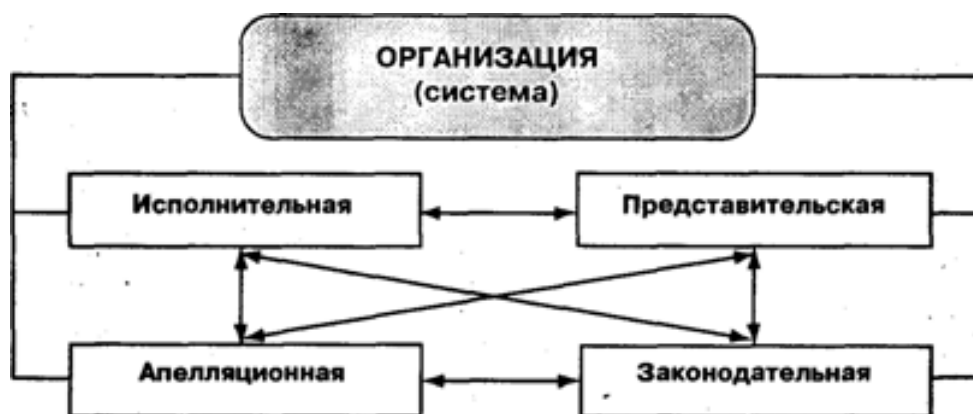 ОРГАНИЗАЦИЯ
(система)
Исполнительная
Представительская
Апелляционная
Законодательная